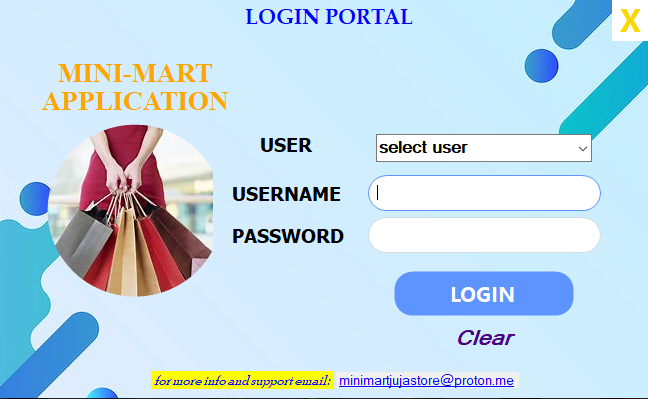 LOGIN PORTAL
X
MINI-MART
APPLICATION
USER
select user
USERNAME
PASSWORD
LOGIN
Clear
for more info and support email: minimartjujastore@proton.me